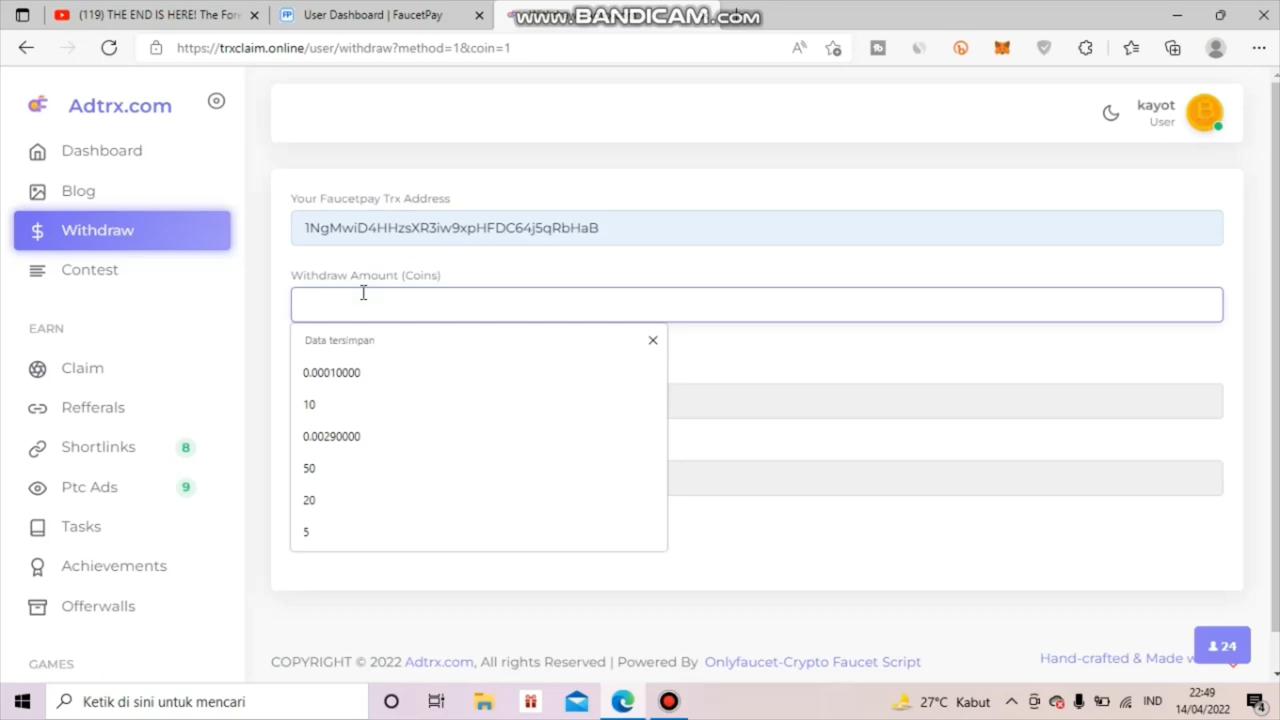 (119) THE END IS HERE! The For
User Dashboard | FaucetPay
www.BANDICAM.com
https://trxclaim.online/user/withdraw?method=1&coin=1
Adtrx.com
kayot
User
Dashboard
Blog
Withdraw
Contest
EARN
Claim
Refferals
Shortlinks 8
Ptc Ads 9
Tasks
Achievements
Offerwalls
GAMES
Your Faucetpay Trx Address
1NgMwiD4HHzsXR3iw9xpHFDC64j5qRbHaB
Withdraw Amount (Coins)
Data tersimpan
0.00010000
10
0.00290000
50
20
5
24
COPYRIGHT © 2022 Adtrx.com, All rights Reserved | Powered By Onlyfaucet-Crypto Faucet Script
Hand-crafted & Made w
Ketik di sini untuk mencari
27°C Kabut
IND
22:49
14/04/2022
4